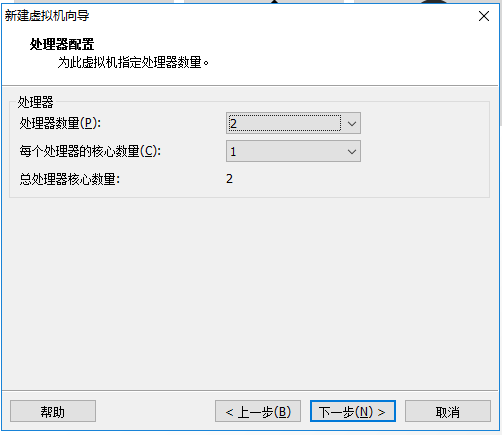 新建虚拟机向导
处理器配置
为此虚拟机指定处理器数量。
处理器
处理器数量(P): 2
每个处理器的核心数量(C): 1
总处理器核心数量: 2
帮助 < 上一步(B) 下一步(N) > 取消